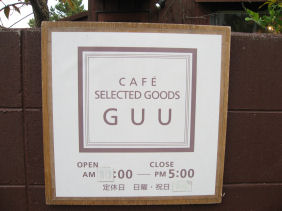 CAFÉ
SELECTED GOODS
GUU
OPEN CLOSE
AM :00 — PM 5:00
定休日 日曜・祝日